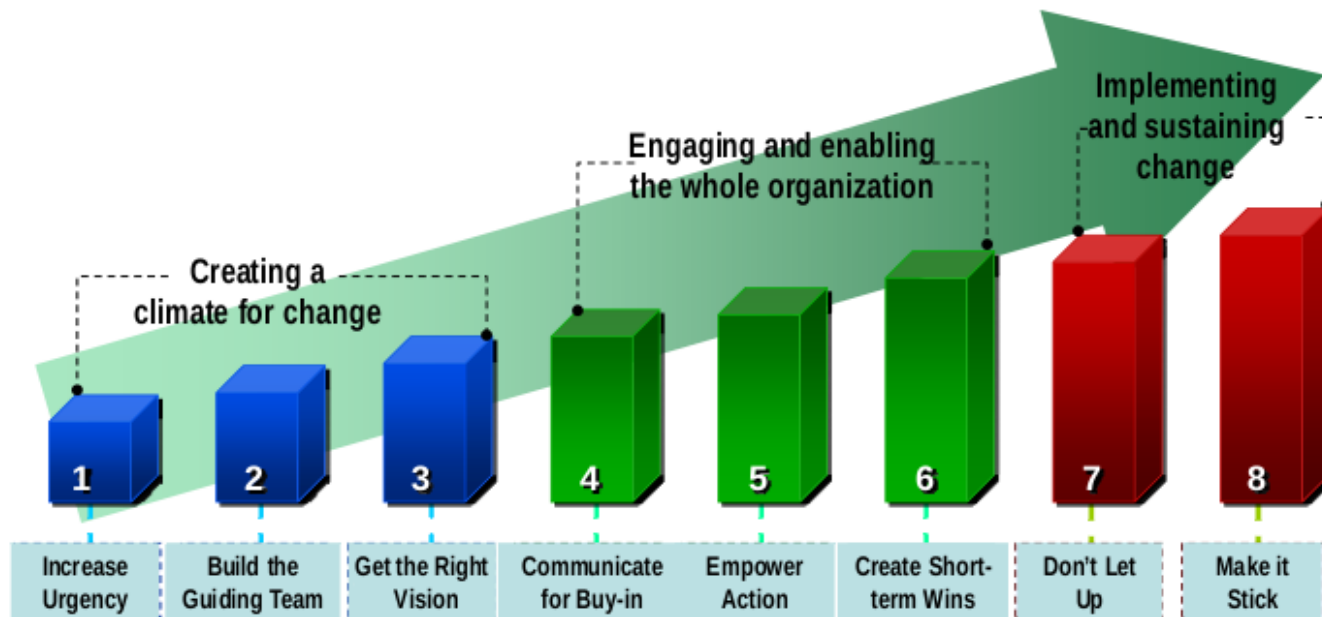 Implementing
and sustaining
change
Engaging and enabling
the whole organization
Creating a
climate for change
1
2
3
4
5
6
7
8
Increase
Urgency
Build the
Guiding Team
Get the Right
Vision
Communicate
for Buy-in
Empower
Action
Create Short-
term Wins
Don't Let
Up
Make it
Stick